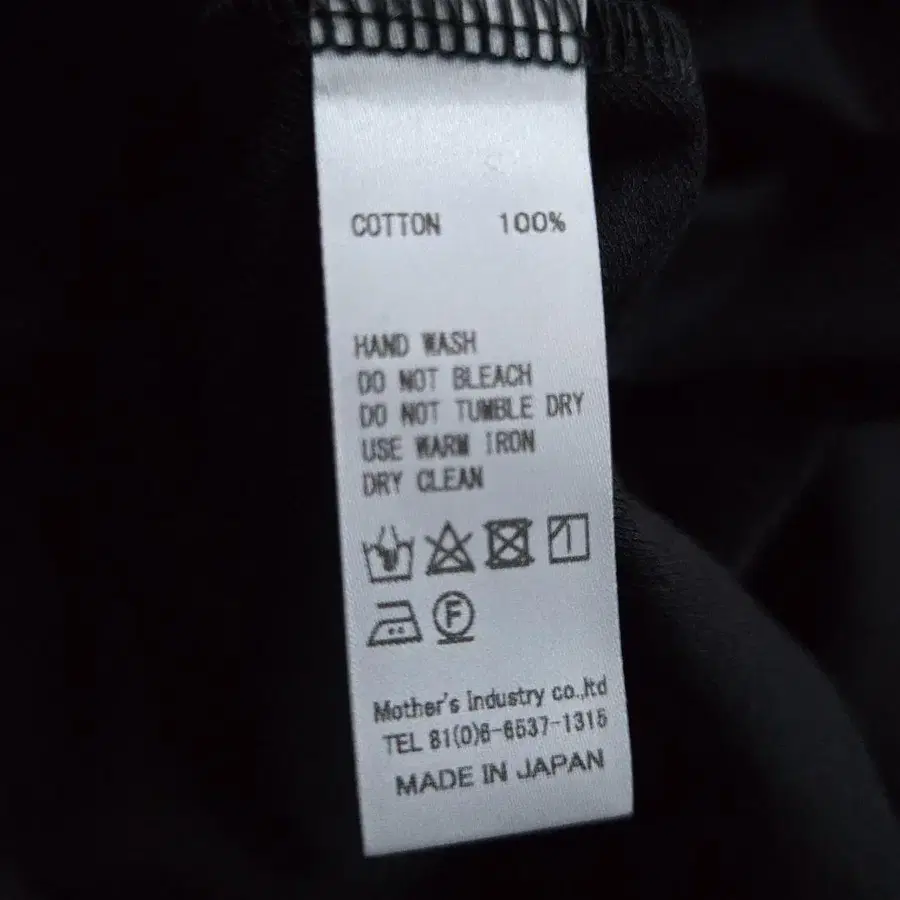 COTTON 100%
HAND WASH
DO NOT BLEACH
DO NOT TUMBLE DRY
USE WARM IRON
DRY CLEAN
F
Mother's Industry co.,ltd
TEL 81(0)6-6537-1315
MADE IN JAPAN